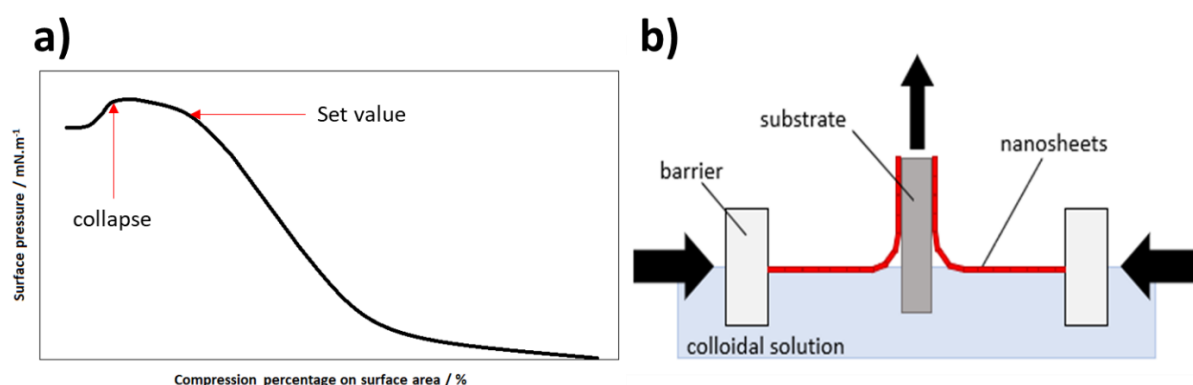 a)
Surface pressure / mN.m-1
collapse
Set value
Compression percentage on surface area / %
b)
substrate
nanosheets
barrier
colloidal solution